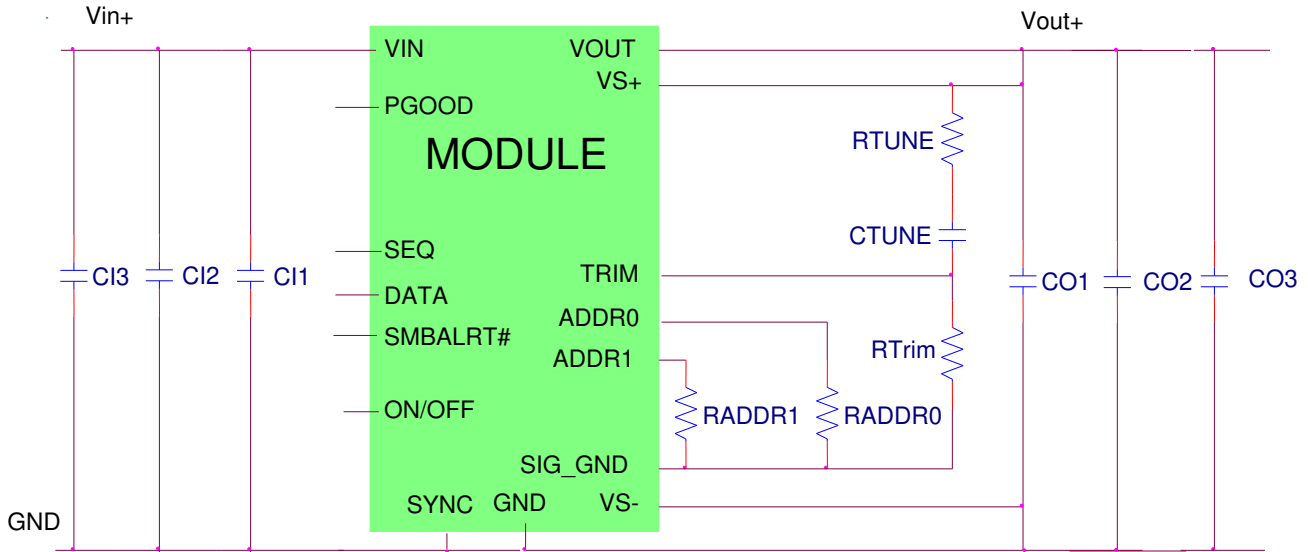 Vin+
Vout+
VIN
VOUT
VS+
PGOOD
MODULE
RTUNE
CTUNE
SEQ
TRIM
CI3
CI2
CI1
DATA
CO1
CO2
CO3
ADDR0
SMBALRT#
ADDR1
RTrim
ON/OFF
RADDR1
RADDR0
SIG_GND
SYNC
GND
VS-
GND